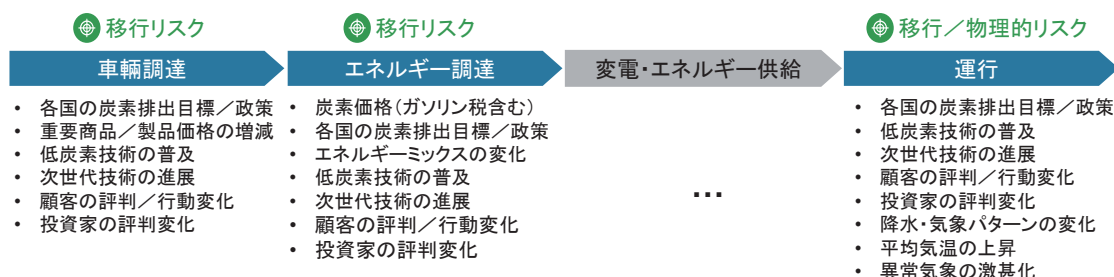 移行リスク
車輌調達
• 各国の炭素排出目標／政策
• 重要商品／製品価格の増減
• 低炭素技術の普及
• 次世代技術の進展
• 顧客の評判／行動変化
• 投資家の評判変化
移行リスク
エネルギー調達
• 炭素価格（ガソリン税含む）
• 各国の炭素排出目標／政策
• エネルギーミックスの変化
• 低炭素技術の普及
• 次世代技術の進展
• 顧客の評判／行動変化
• 投資家の評判変化
変電・エネルギー供給
…
移行／物理的リスク
運行
• 各国の炭素排出目標／政策
• 低炭素技術の普及
• 次世代技術の進展
• 顧客の評判／行動変化
• 投資家の評判変化
• 降水・気象パターンの変化
• 平均気温の上昇
• 異常気象の激甚化